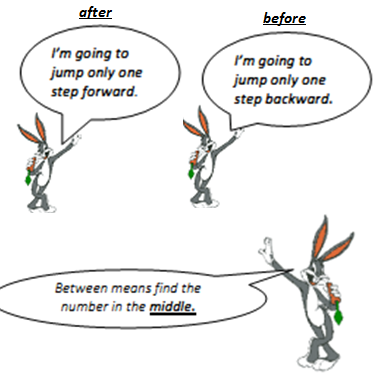 after
before
I'm going to
jump only one
step forward.
I'm going to
jump only one
step backward.
Between means find the
number in the middle.